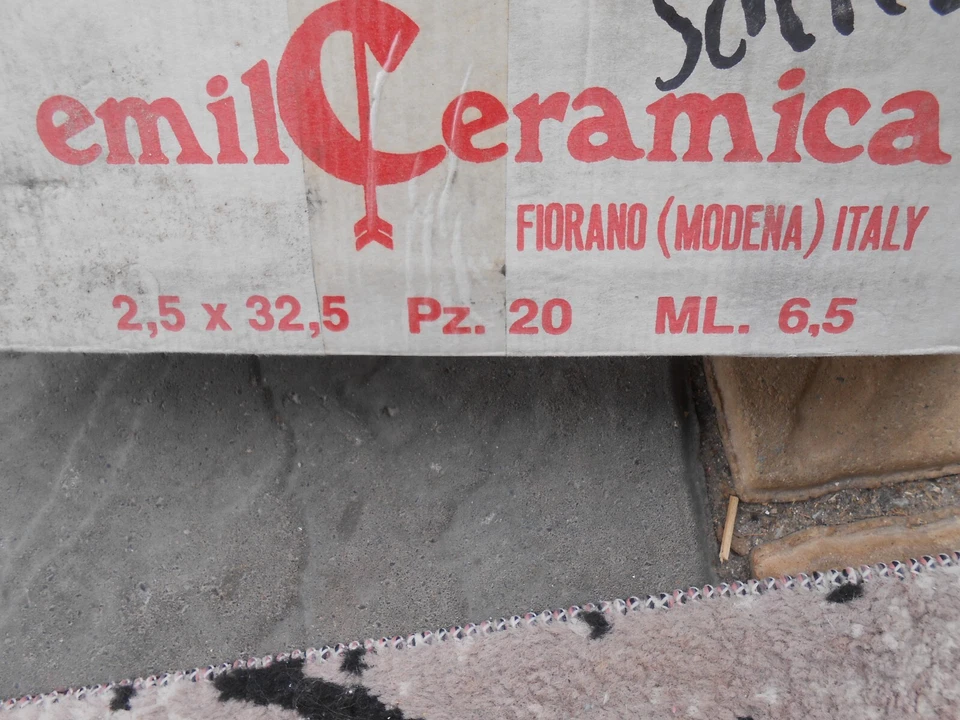 emilCeramica
FIORANO (MODENA) ITALY
2,5 x 32,5 Pz. 20 ML. 6,5